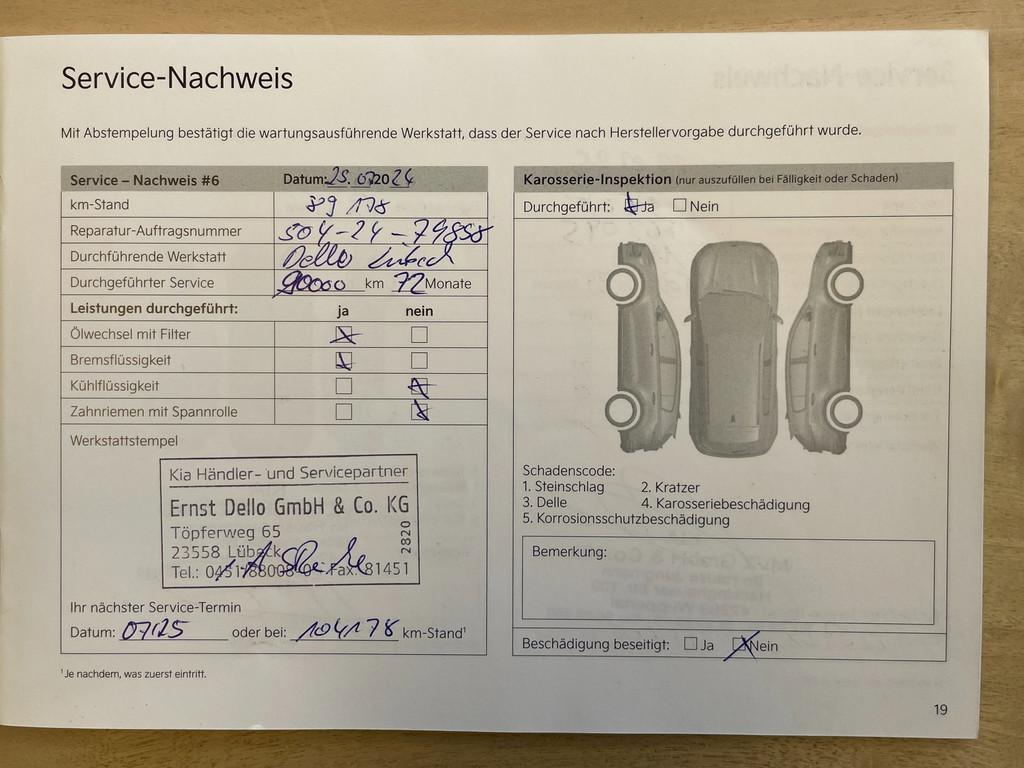 Service-Nachweis
Mit Abstempelung bestätigt die wartungsausführende Werkstatt, dass der Service nach Herstellervorgabe durchgeführt wurde.
Service – Nachweis #6 Datum: 25. 07 2024
km-Stand 89 178
Reparatur-Auftragsnummer 504-24-79858
Durchführende Werkstatt Dello Lübeck
Durchgeführter Service 90000 km 72 Monate
Leistungen durchgeführt: ja nein
Ölwechsel mit Filter
Bremsflüssigkeit
Kühlflüssigkeit
Zahnriemen mit Spannrolle
Werkstattstempel
Kia Händler- und Servicepartner
Ernst Dello GmbH & Co. KG
Töpferweg 65
23558 Lübeck
Tel.: 0451/88008-0 Fax: 81451
2820
Ihr nächster Service-Termin
Datum: 07/25 oder bei: 104178 km-Stand¹
¹Je nachdem, was zuerst eintritt.
Karosserie-Inspektion (nur auszufüllen bei Fälligkeit oder Schaden)
Durchgeführt: Ja Nein
Schadenscode:
1. Steinschlag 2. Kratzer
3. Delle 4. Karosseriebeschädigung
5. Korrosionsschutzbeschädigung
Bemerkung:
Beschädigung beseitigt: Ja Nein
19